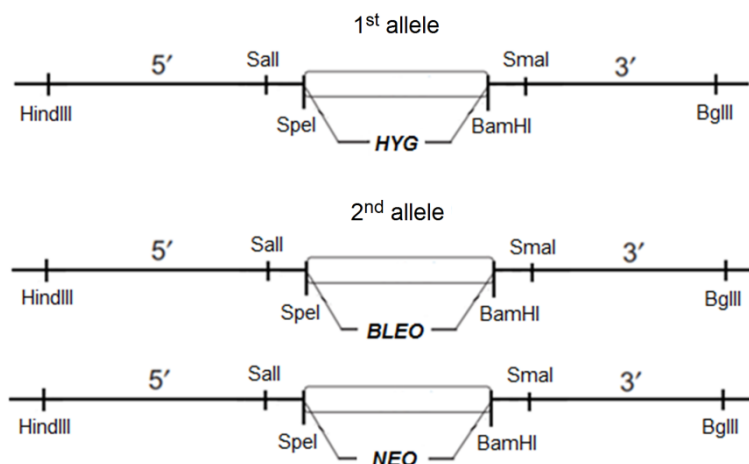 1st allele
5′ SalI SmaI 3′
HindIII SpeI HYG BamHI BglII
2nd allele
5′ SalI SmaI 3′
HindIII SpeI BLEO BamHI BglII
5′ SalI SmaI 3′
HindIII SpeI NEO BamHI BglII